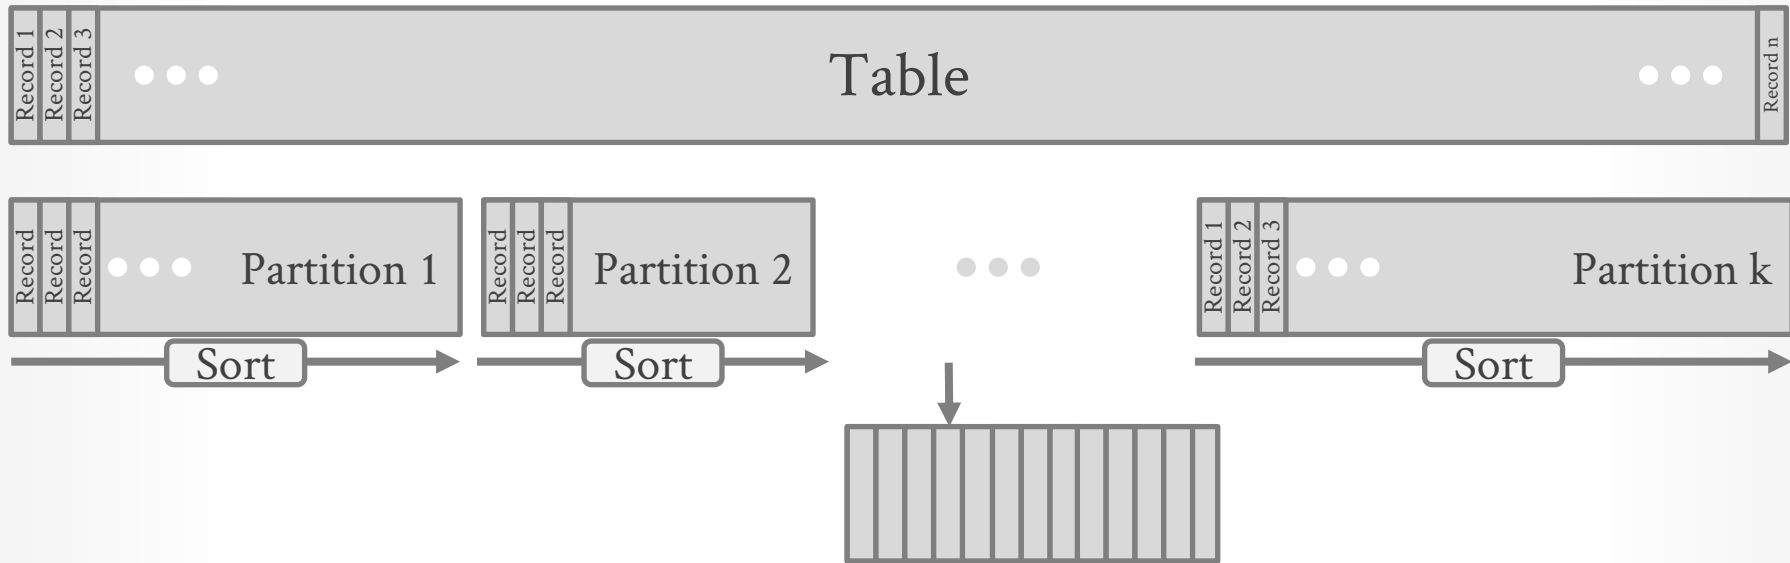 Record 1
Record 2
Record 3
Table
Record n
Record
Record
Record
Partition 1
Record
Record
Record
Partition 2
Record 1
Record 2
Record 3
Partition k
Sort
Sort
Sort